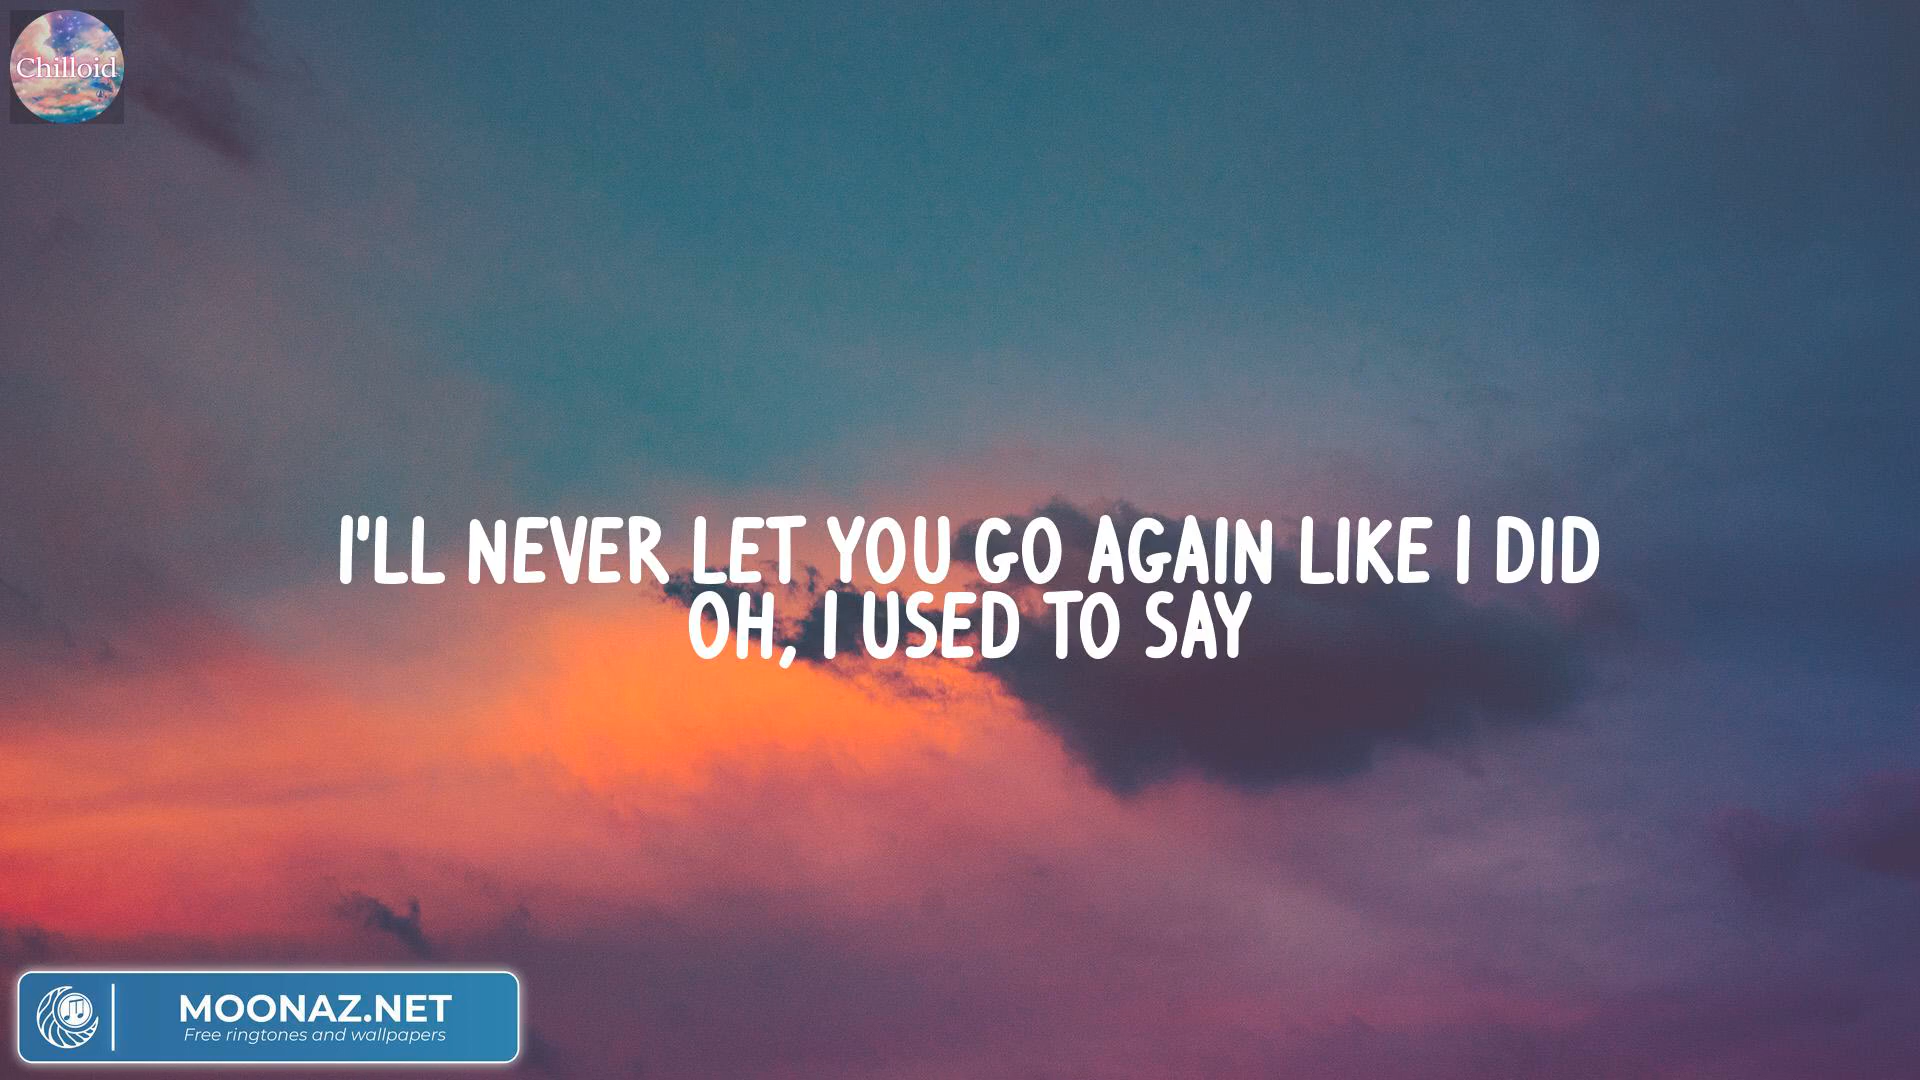 Chilloid
I'LL NEVER LET YOU GO AGAIN LIKE I DID
OH, I USED TO SAY
MOONAZ.NET
Free ringtones and wallpapers